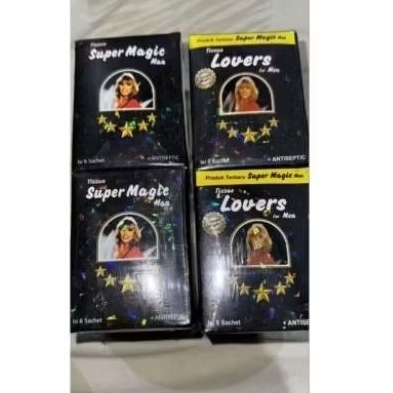 Tissue
Super Magic
Man
Isi 6 Sachet
+ANTISEPTIC
Produk Terbaru Super Magic Man
Tissue
Lovers
for Men
Isi 6 Sachet
+ ANTISEPTIC
Tissue
Super Magic
Man
Isi 6 Sachet
+ANTISEPTIC
Produk Terbaru Super Magic Man
Tissue
Lovers
for Men
Isi 6 Sachet
+ ANTISE